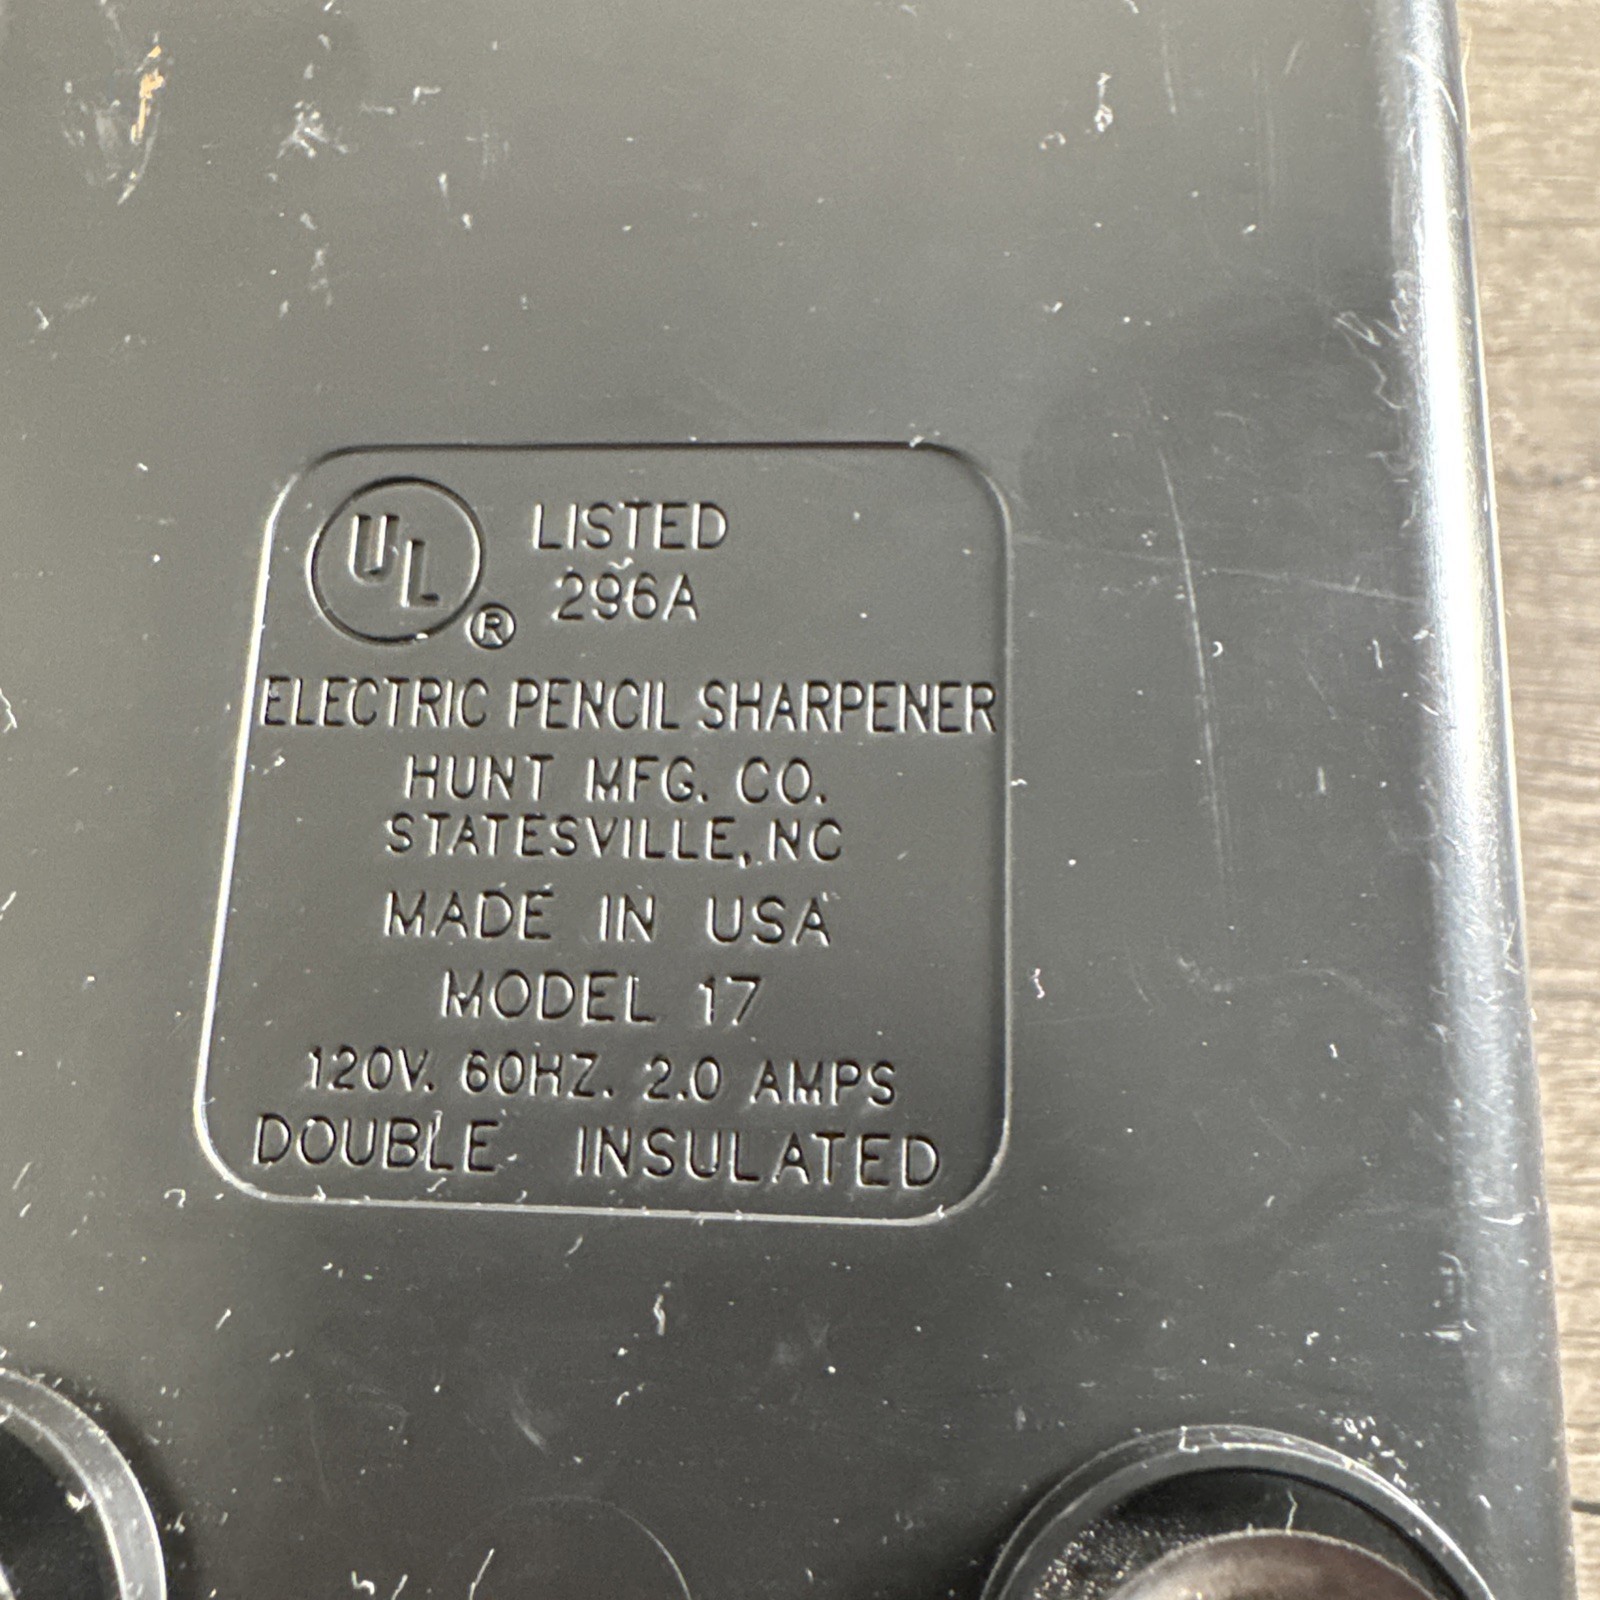 UL® LISTED
296A
ELECTRIC PENCIL SHARPENER
HUNT MFG. CO.
STATESVILLE, NC
MADE IN USA
MODEL 17
120V. 60HZ. 2.0 AMPS
DOUBLE INSULATED